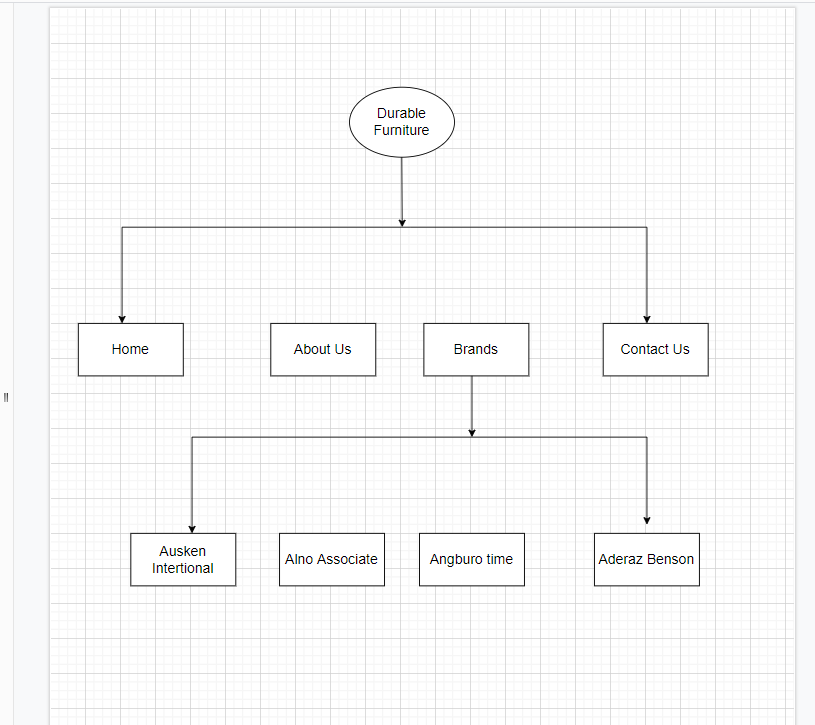 Durable
Furniture
Home
About Us
Brands
Contact Us
Ausken
Intertional
Alno Associate
Angburo time
Aderaz Benson